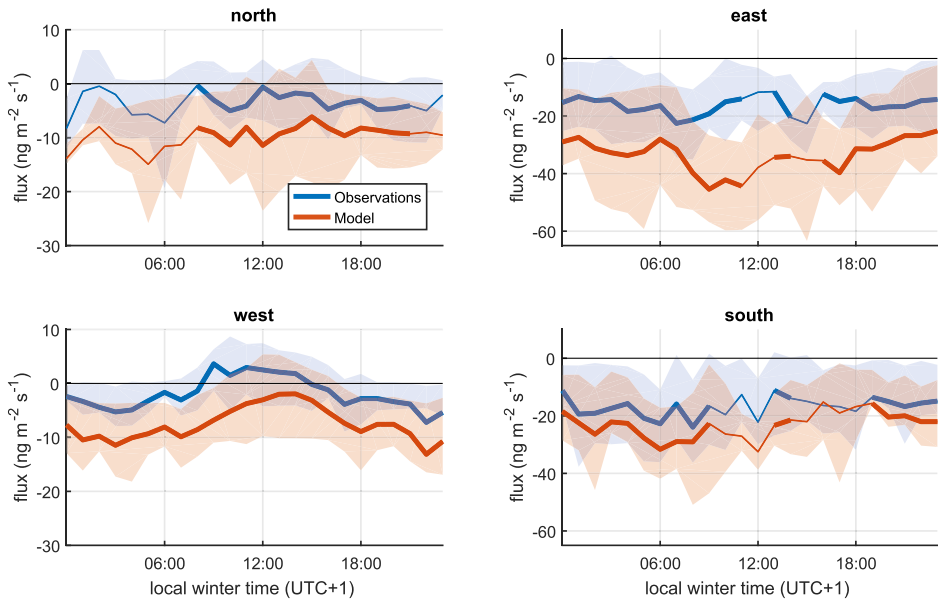 north
east
10
0
-10
-20
-30
flux (ng m⁻² s⁻¹)
06:00 12:00 18:00
Observations
Model
0
-20
-40
-60
flux (ng m⁻² s⁻¹)
06:00 12:00 18:00
west
south
10
0
-10
-20
-30
flux (ng m⁻² s⁻¹)
06:00 12:00 18:00
local winter time (UTC+1)
0
-20
-40
-60
flux (ng m⁻² s⁻¹)
06:00 12:00 18:00
local winter time (UTC+1)